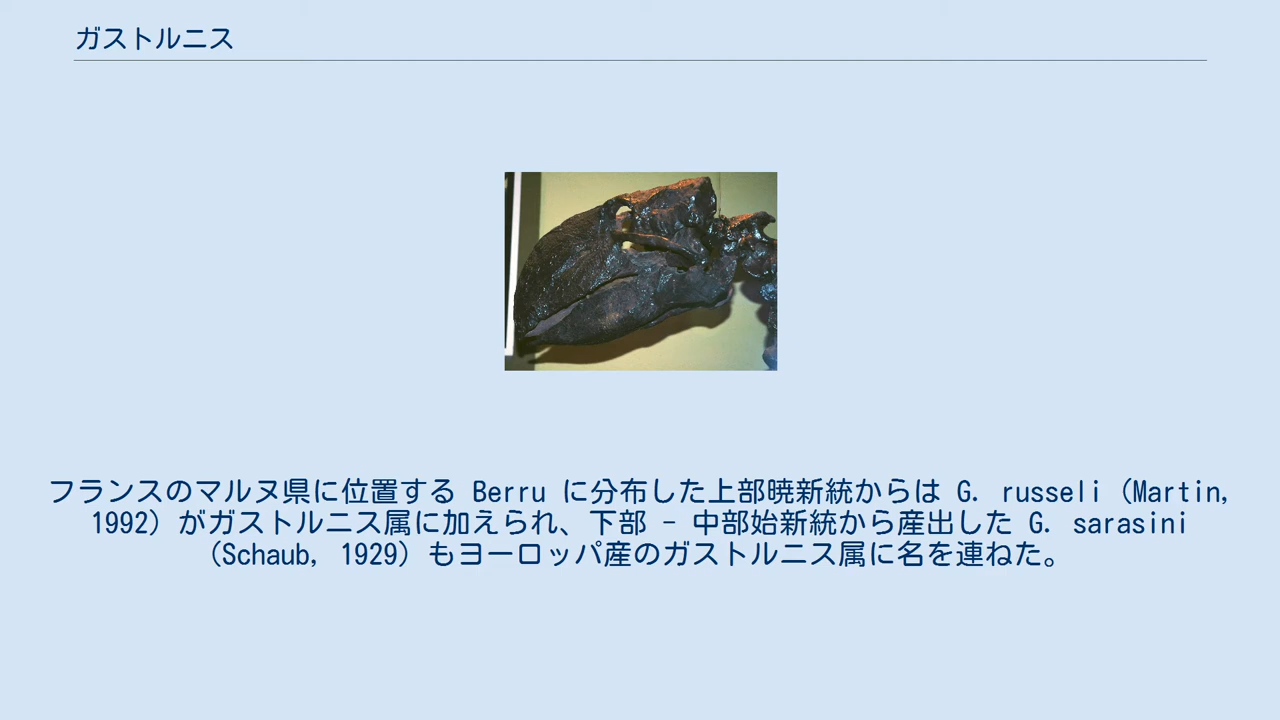 ガストルニス
フランスのマルヌ県に位置する Berru に分布した上部暁新統からは G. russeli（Martin,
1992）がガストルニス属に加えられ、下部 - 中部始新統から産出した G. sarasini
（Schaub, 1929）もヨーロッパ産のガストルニス属に名を連ねた。